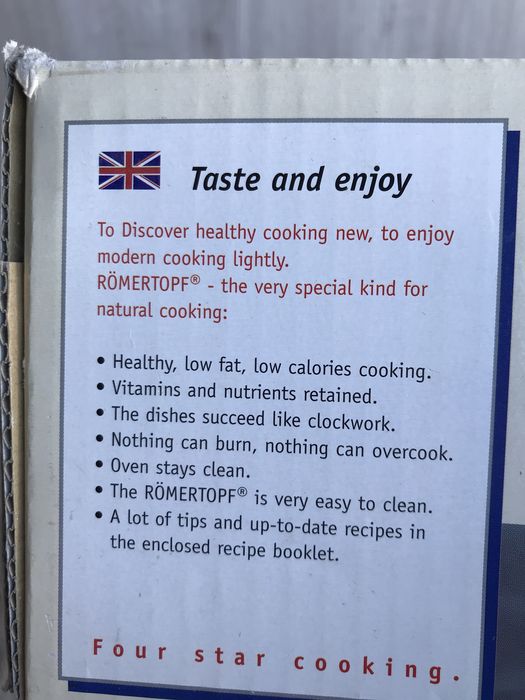 Taste and enjoy
To Discover healthy cooking new, to enjoy
modern cooking lightly.
RÖMERTOPF® - the very special kind for
natural cooking:
• Healthy, low fat, low calories cooking.
• Vitamins and nutrients retained.
• The dishes succeed like clockwork.
• Nothing can burn, nothing can overcook.
• Oven stays clean.
• The RÖMERTOPF® is very easy to clean.
• A lot of tips and up-to-date recipes in
the enclosed recipe booklet.
Four star cooking.